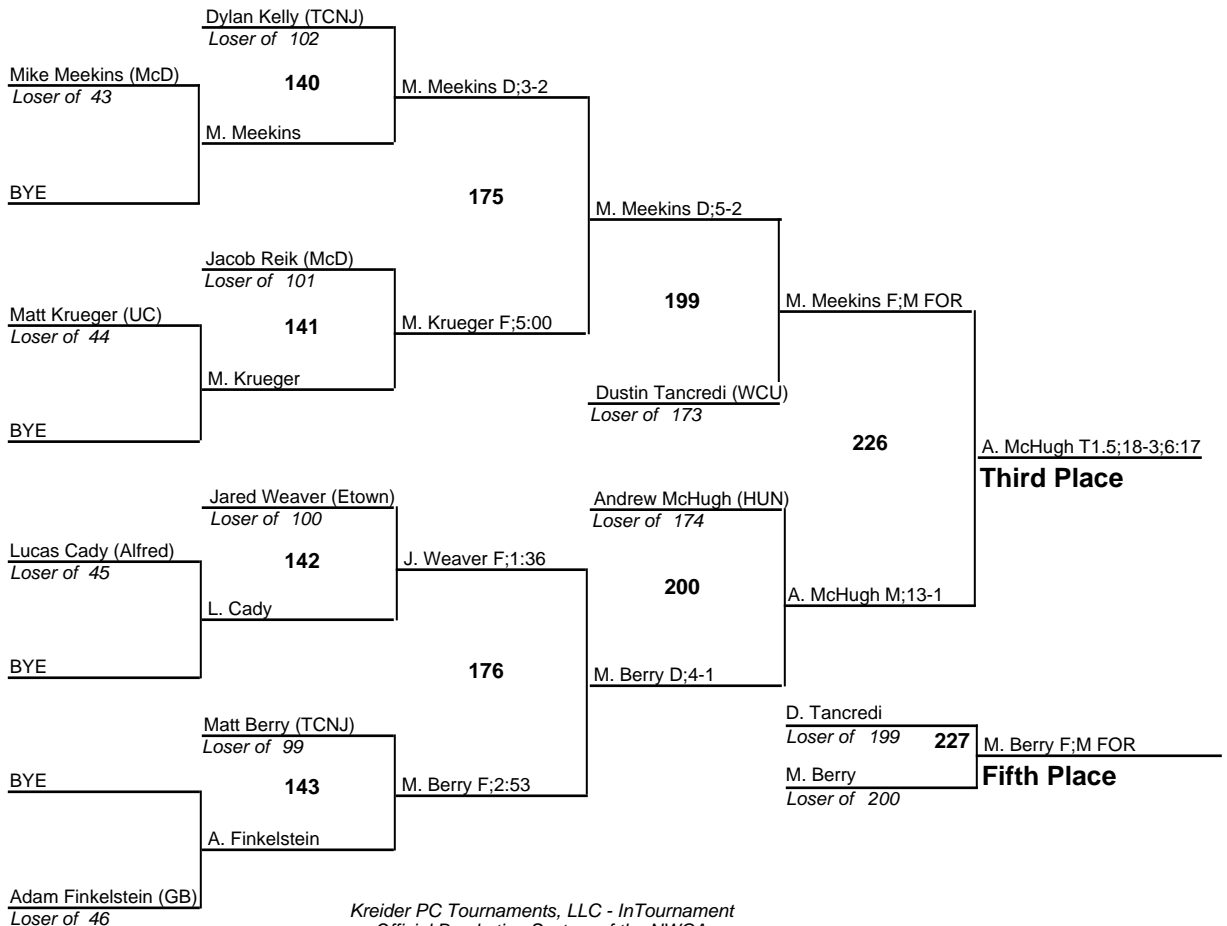 Dylan Kelly (TCNJ)
Loser of 102
Mike Meekins (McD)
Loser of 43
140
M. Meekins D;3-2
M. Meekins
BYE
175
M. Meekins D;5-2
Jacob Reik (McD)
Loser of 101
Matt Krueger (UC)
Loser of 44
141
M. Krueger F;5:00
M. Krueger
BYE
199
M. Meekins F;M FOR
Dustin Tancredi (WCU)
Loser of 173
226
A. McHugh T1.5;18-3;6:17
Third Place
Jared Weaver (Etown)
Loser of 100
Lucas Cady (Alfred)
Loser of 45
142
J. Weaver F;1:36
L. Cady
BYE
Andrew McHugh (HUN)
Loser of 174
200
A. McHugh M;13-1
176
M. Berry D;4-1
Matt Berry (TCNJ)
Loser of 99
BYE
143
M. Berry F;2:53
A. Finkelstein
Adam Finkelstein (GB)
Loser of 46
D. Tancredi
Loser of 199
227
M. Berry F;M FOR
Fifth Place
M. Berry
Loser of 200
Kreider PC Tournaments, LLC - InTournament